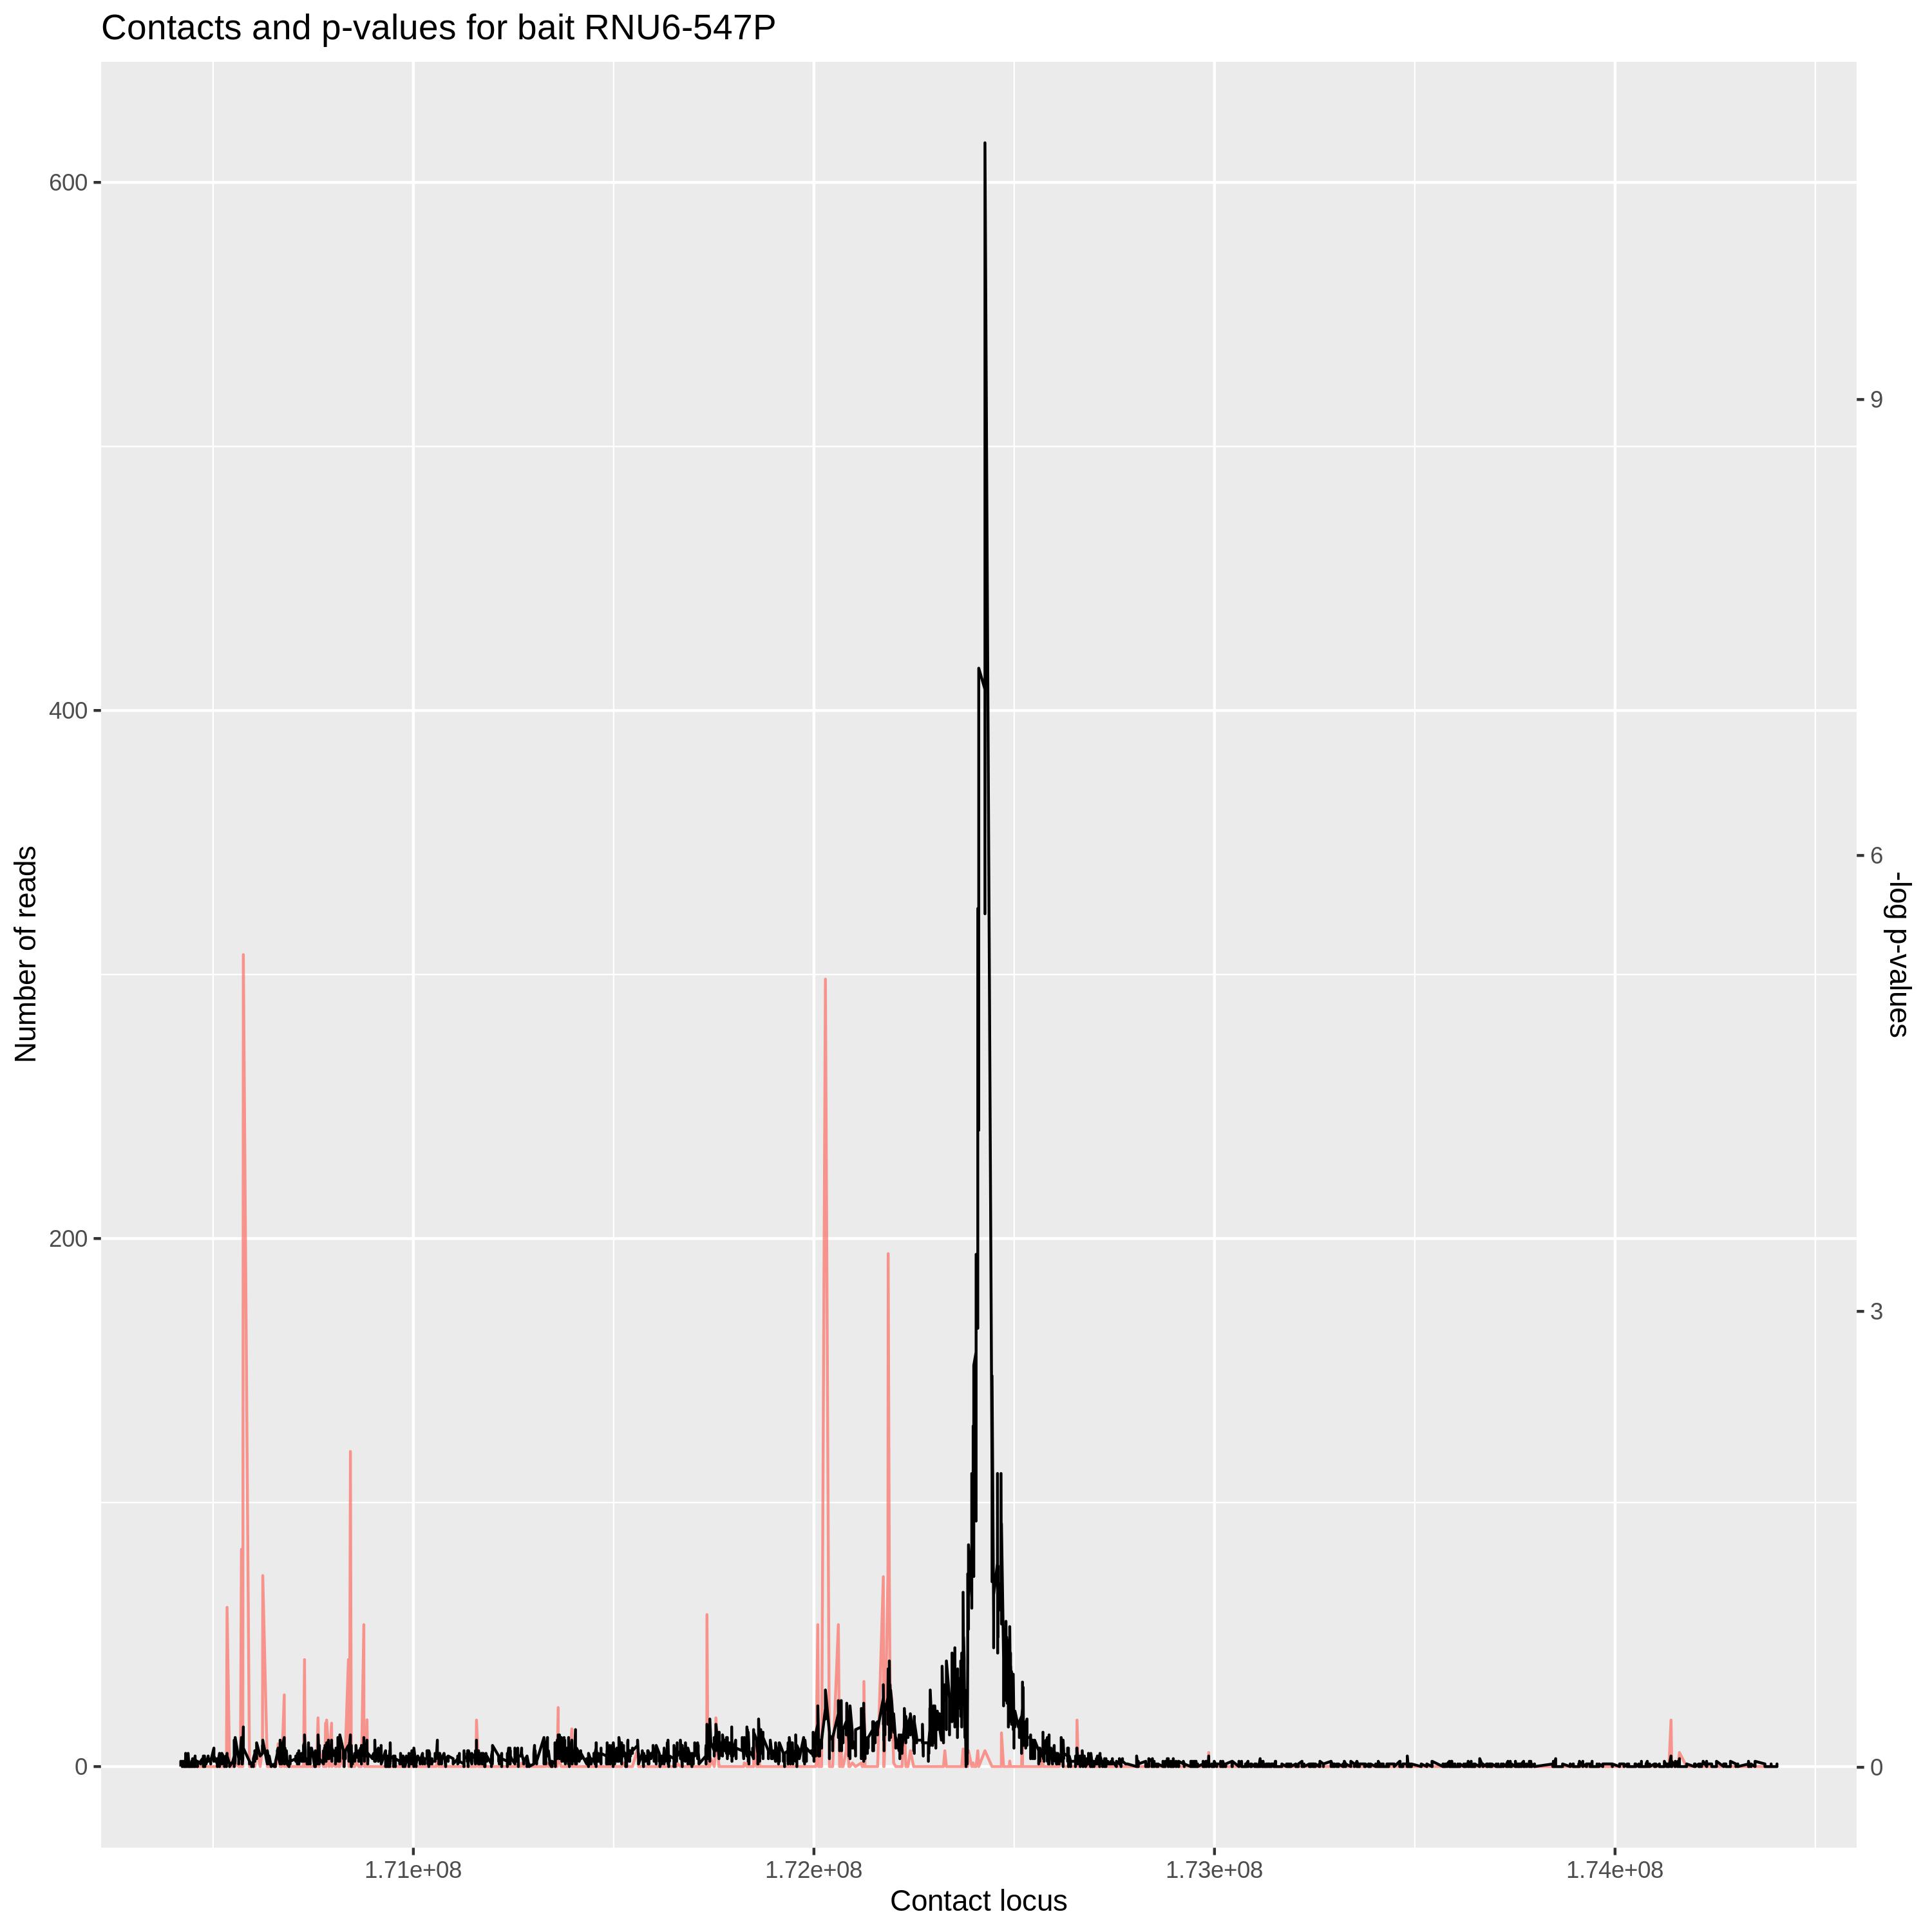 Contacts and p-values for bait RNU6-547P
600
400
200
0
Number of reads
9
6
3
0
-log p-values
1.71e+08
1.72e+08
1.73e+08
1.74e+08
Contact locus